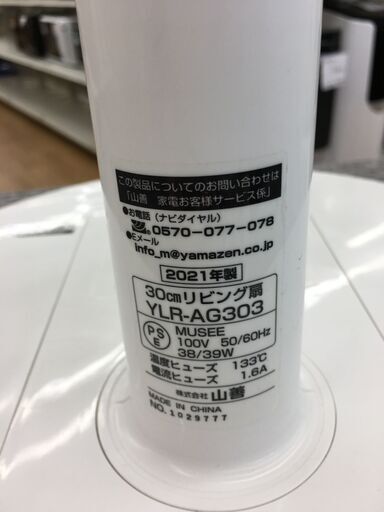 この製品についてのお問い合わせは
「山善 家電お客様サービス係」
●お電話（ナビダイヤル）
0570-077-078
●Eメール
info_m@yamazen.co.jp
2021年製
30cmリビング扇
YLR-AG303
PS
E
MUSEE
100V 50/60Hz
38/39W
温度ヒューズ 133℃
電流ヒューズ 1.6A
株式会社 山善
MADE IN CHINA
NO. 1029777